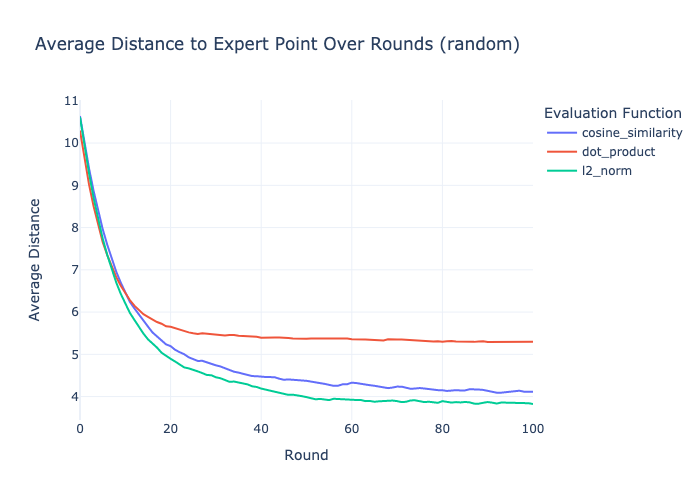 Average Distance to Expert Point Over Rounds (random)
Evaluation Function
cosine_similarity
dot_product
l2_norm
Average Distance
11
10
9
8
7
6
5
4
0 20 40 60 80 100
Round